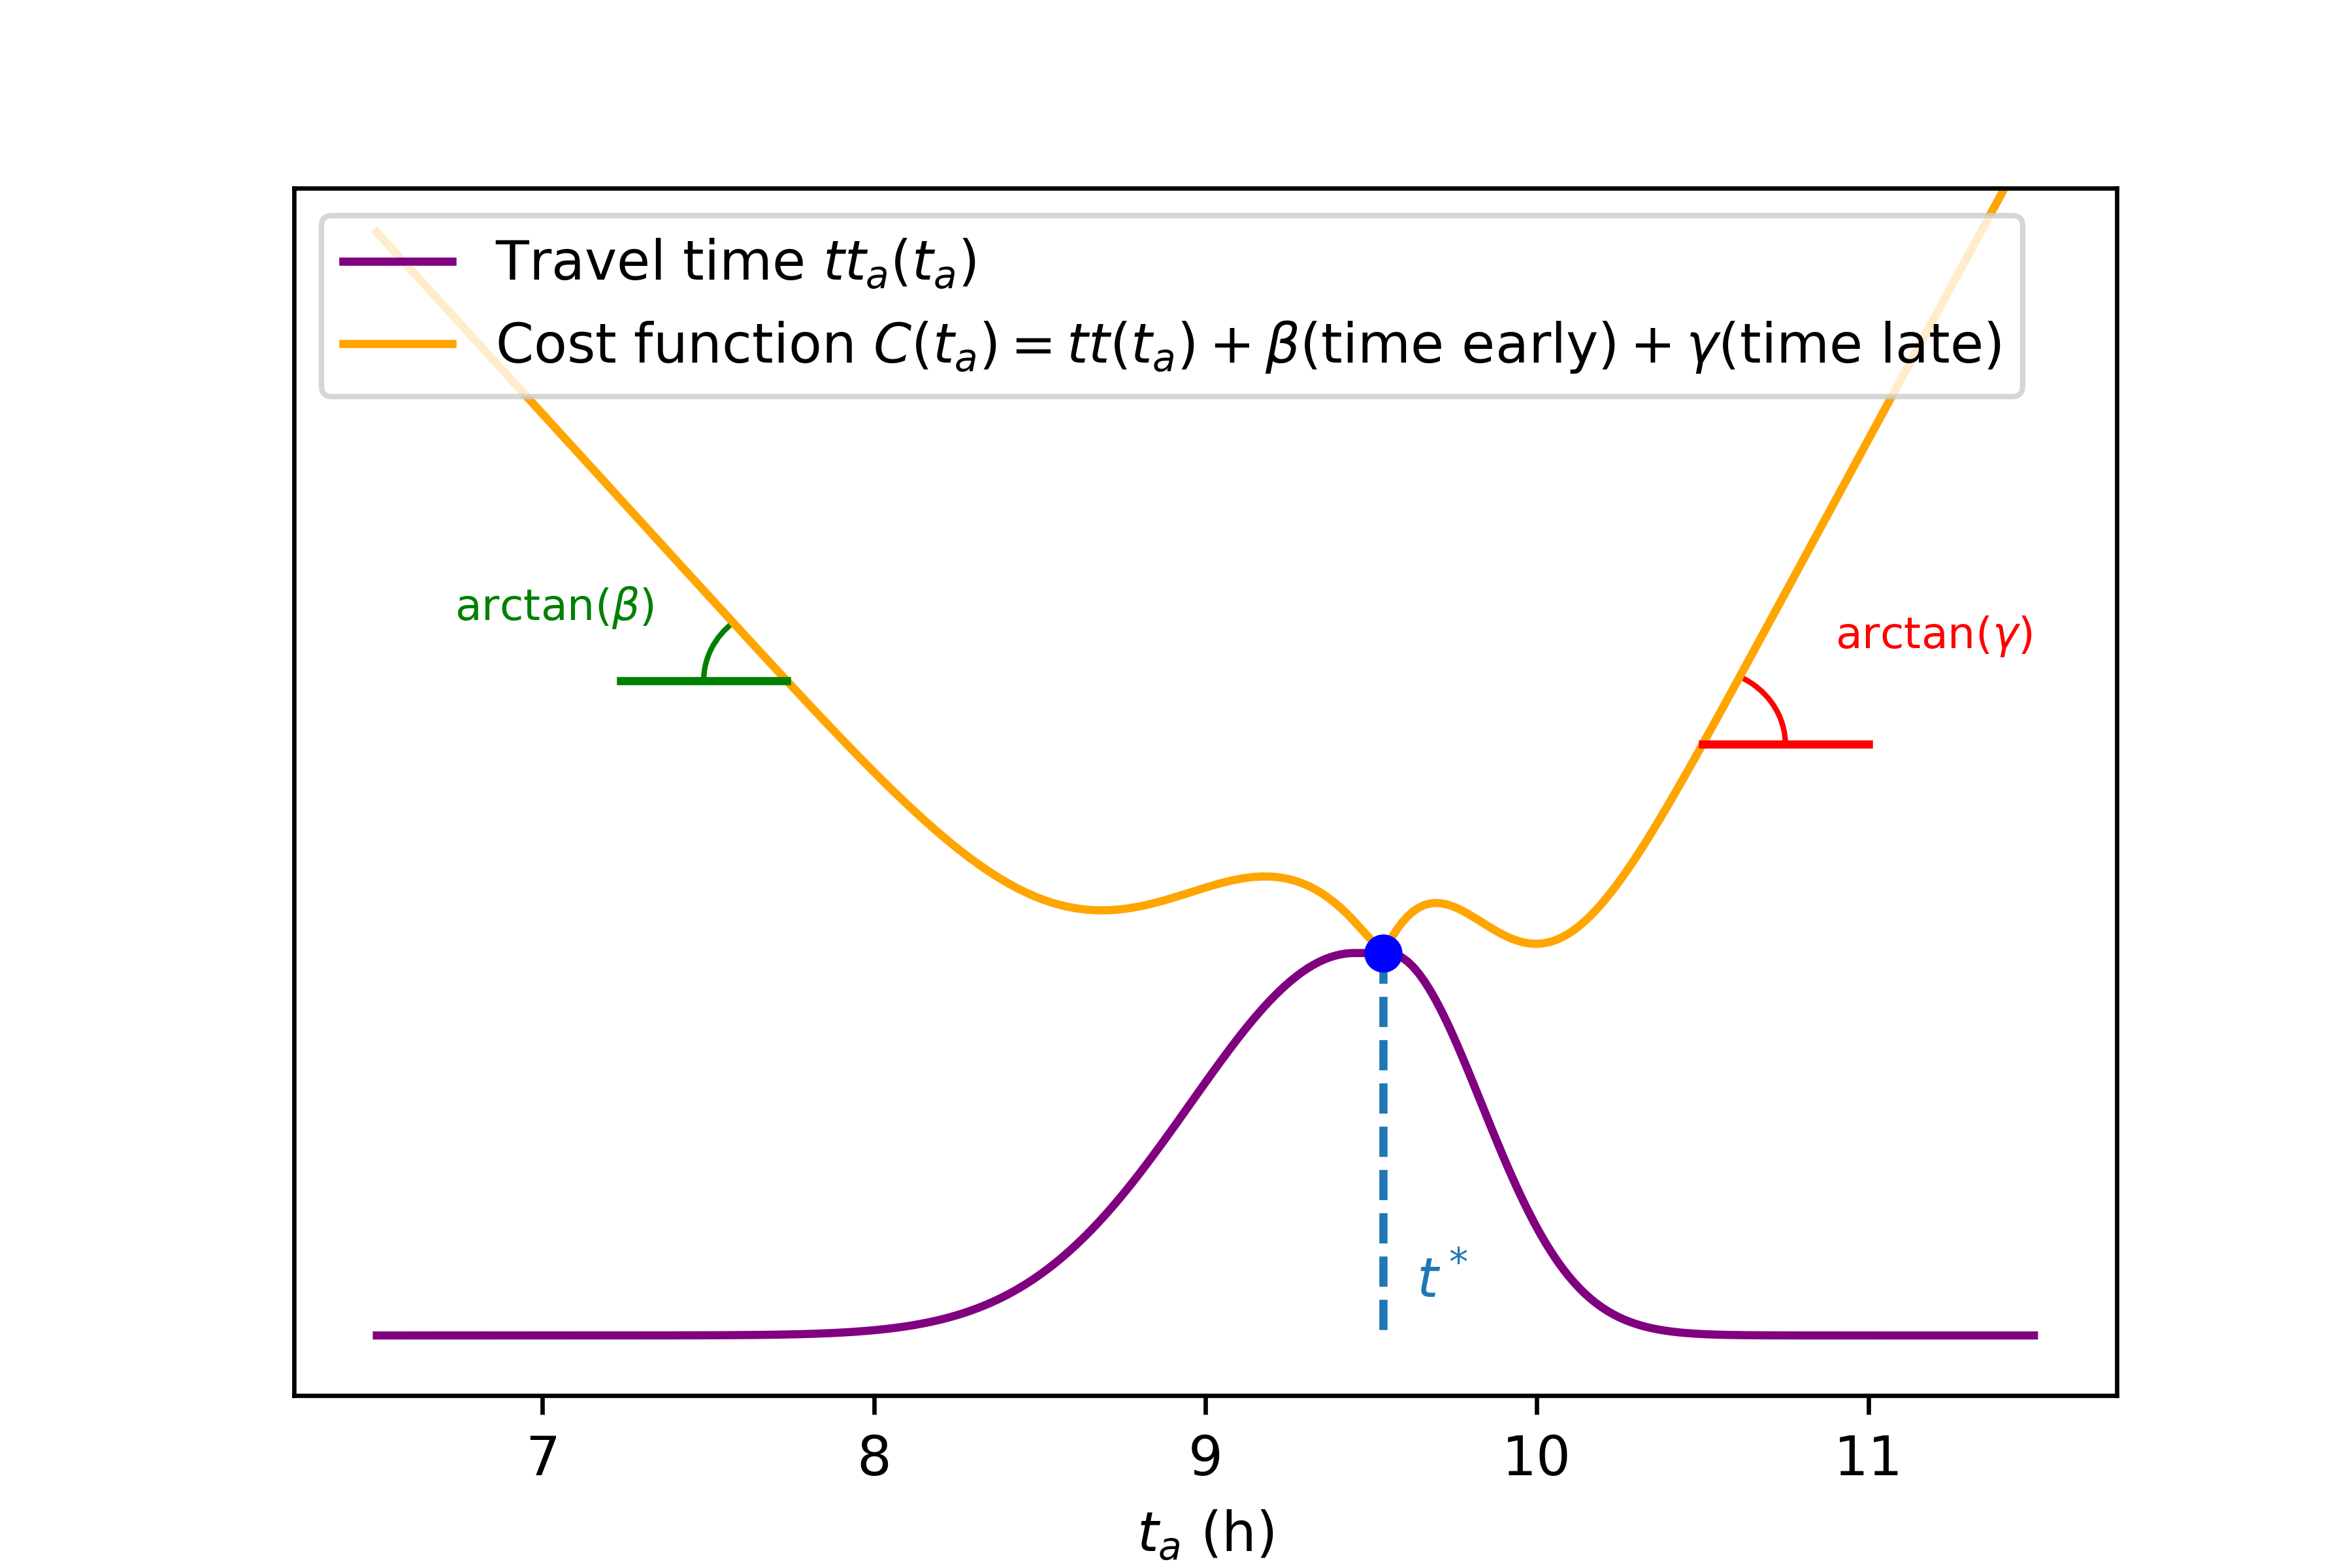 Travel time tt_a(t_a)
Cost function C(t_a) = tt(t_a) + β(time early) + γ(time late)
arctan(β)
arctan(γ)
t*
7 8 9 10 11
t_a (h)